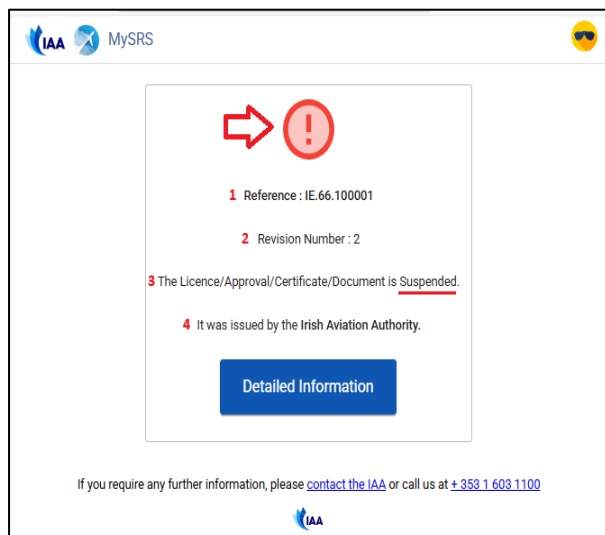 IAA MySRS
!
1 Reference : IE.66.100001
2 Revision Number : 2
3 The Licence/Approval/Certificate/Document is Suspended.
4 It was issued by the Irish Aviation Authority.
Detailed Information
If you require any further information, please contact the IAA or call us at + 353 1 603 1100
IAA